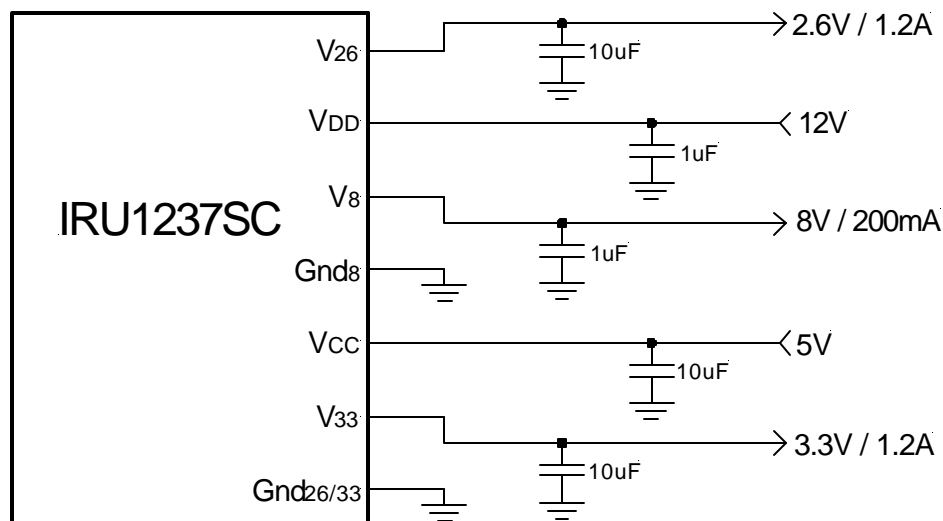 2.6V / 1.2A
V26
10uF
VDD
12V
1uF
V8
IRU1237SC
8V / 200mA
1uF
Gnd8
VCC
5V
10uF
V33
3.3V / 1.2A
10uF
Gnd26/33